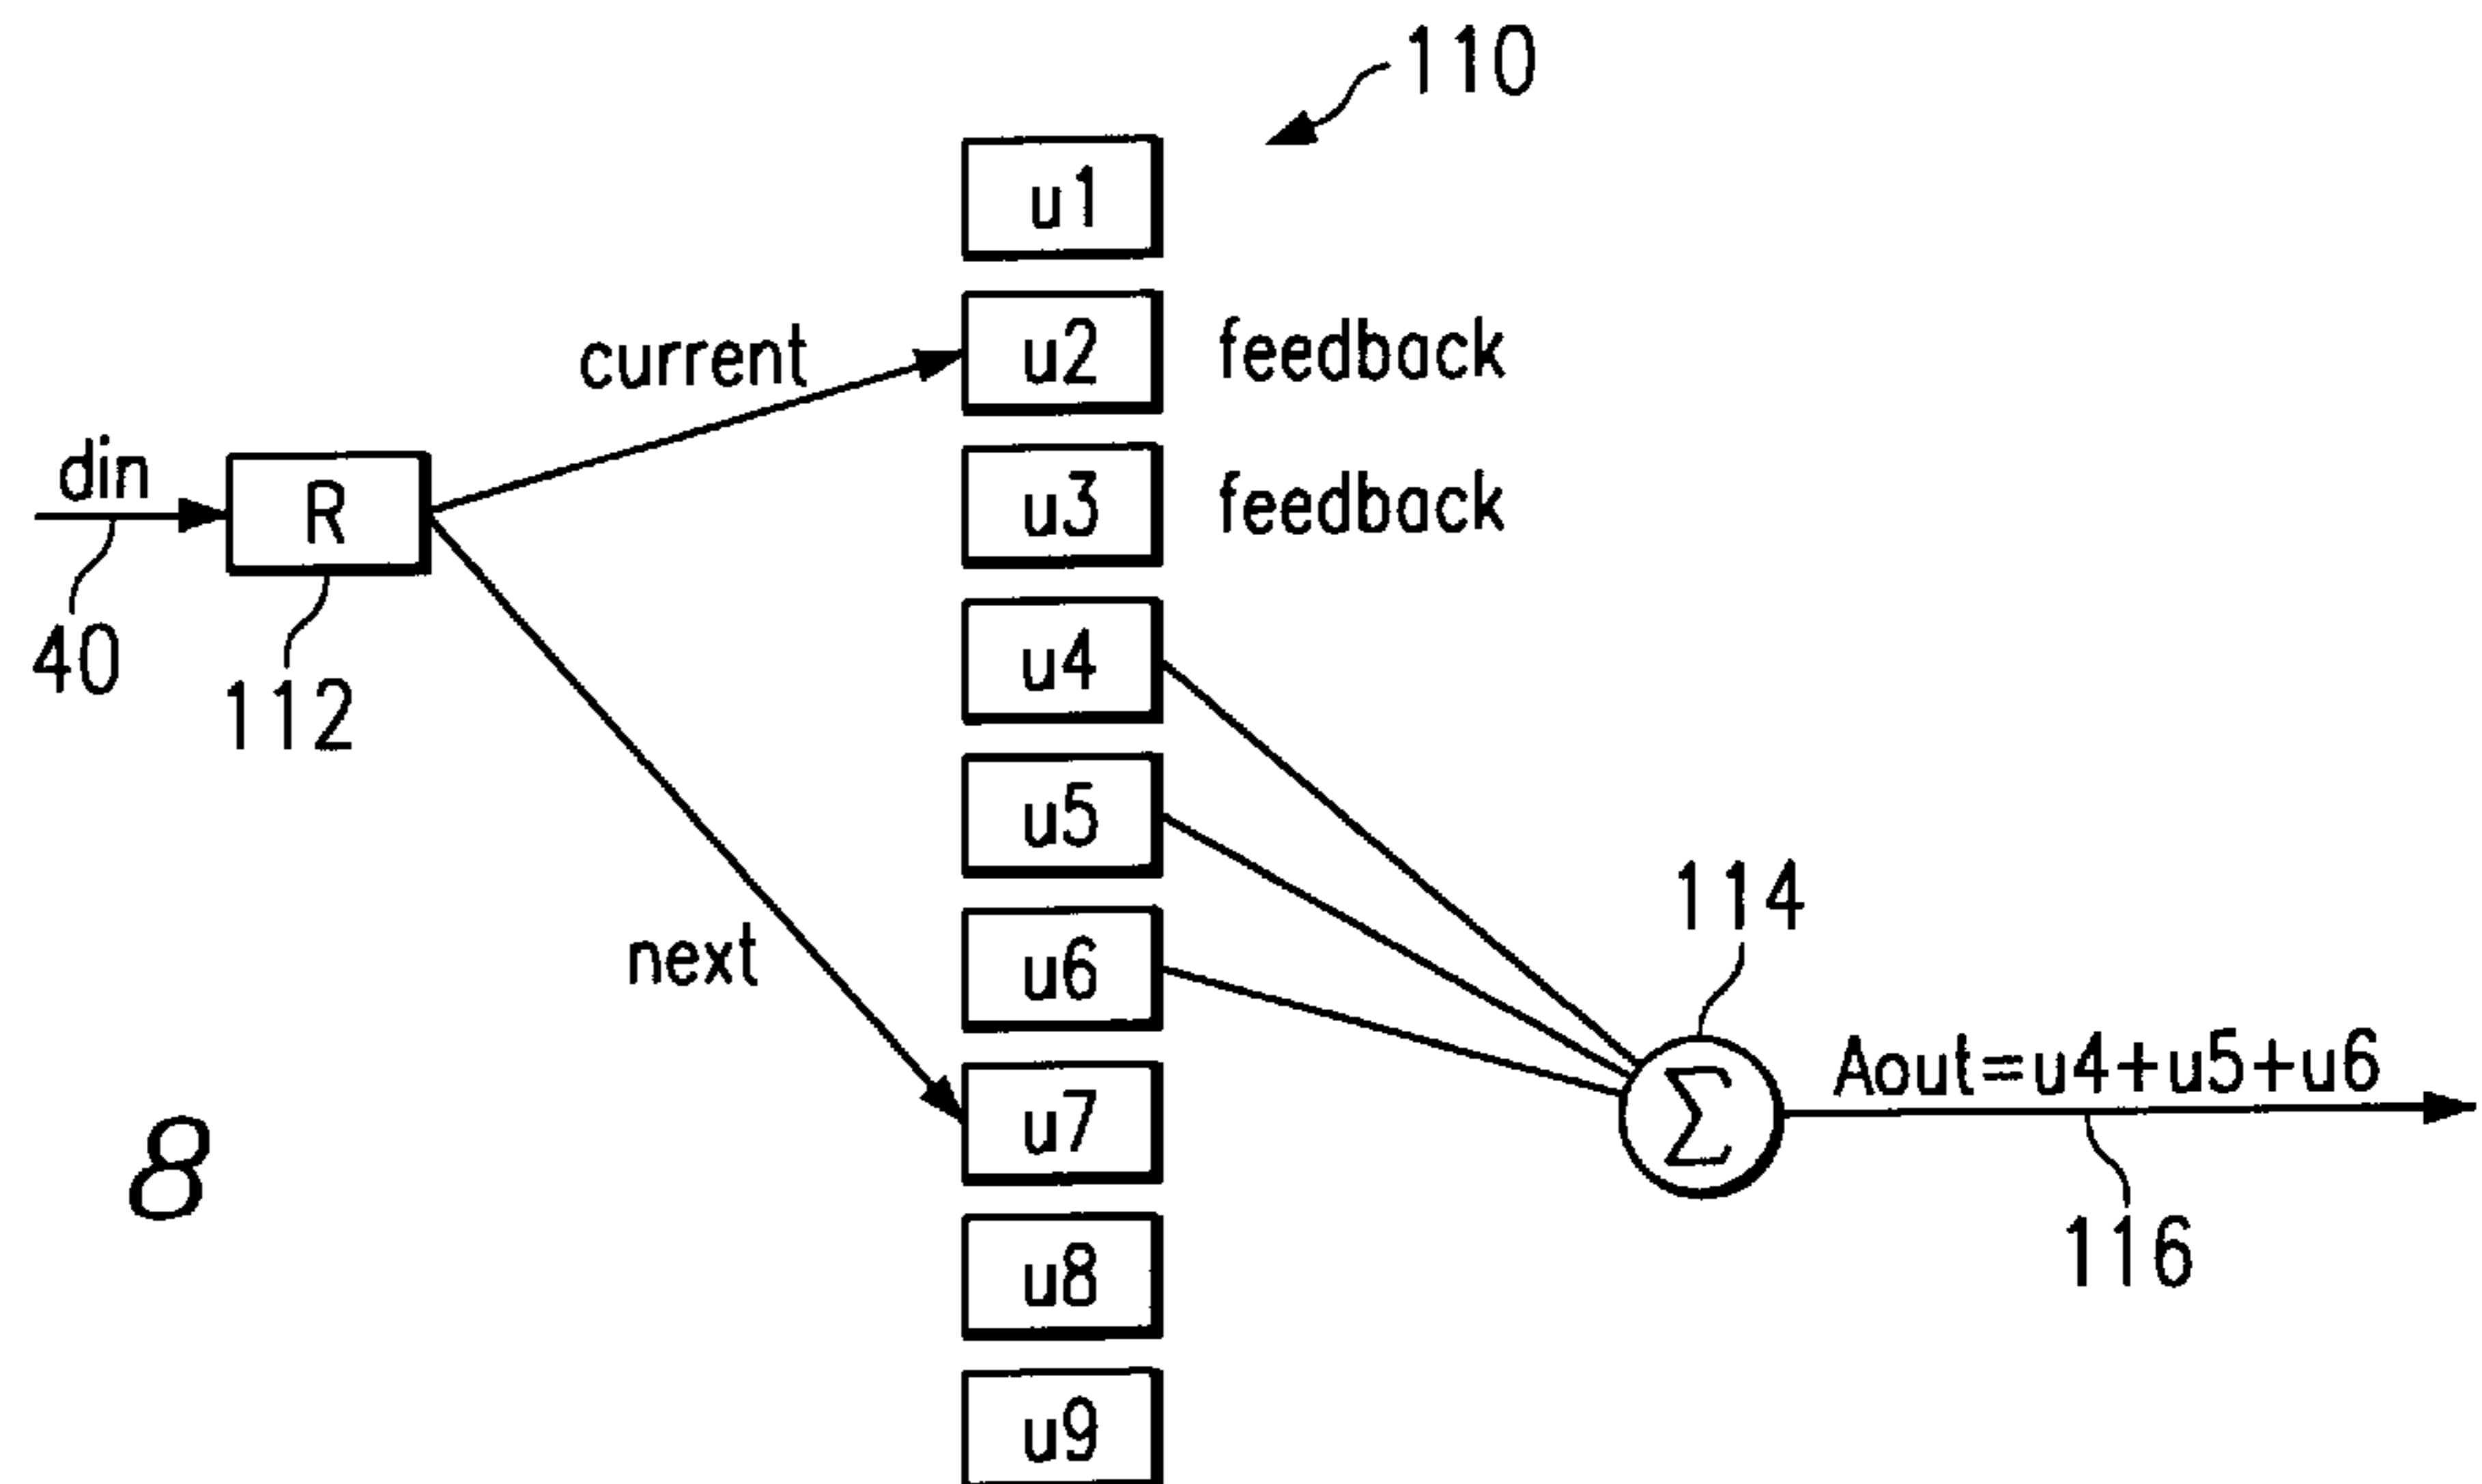 110
u1
current
u2 feedback
din
R
u3 feedback
40
112
u4
u5
114
next
u6
Aout=u4+u5+u6
u7
Σ
8
116
u8
u9